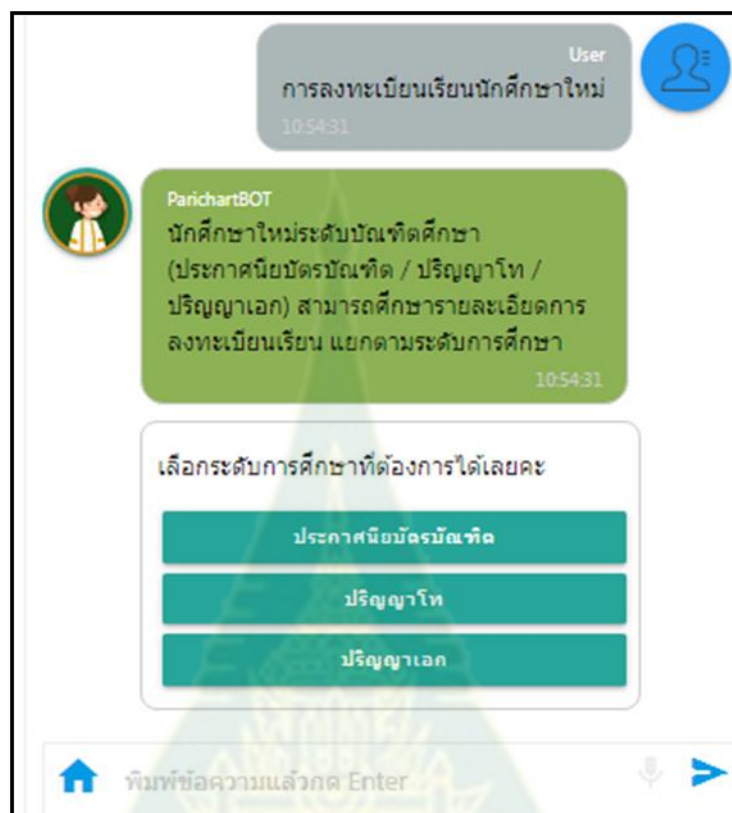 User
การลงทะเบียนเรียนนักศึกษาใหม่
10:54:31
ParichartBOT
นักศึกษาใหม่ระดับบัณฑิตศึกษา
(ประกาศนียบัตรบัณฑิต / ปริญญาโท /
ปริญญาเอก) สามารถศึกษารายละเอียดการ
ลงทะเบียนเรียน แยกตามระดับการศึกษา
10:54:31
เลือกระดับการศึกษาที่ต้องการได้เลยคะ
ประกาศนียบัตรบัณฑิต
ปริญญาโท
ปริญญาเอก
พิมพ์ข้อความแล้วกด Enter